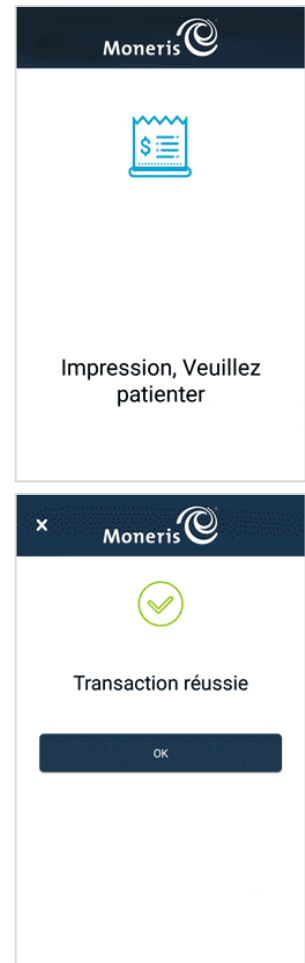 Moneris
$
Impression, Veuillez
patienter
x
Moneris
Transaction réussie
OK